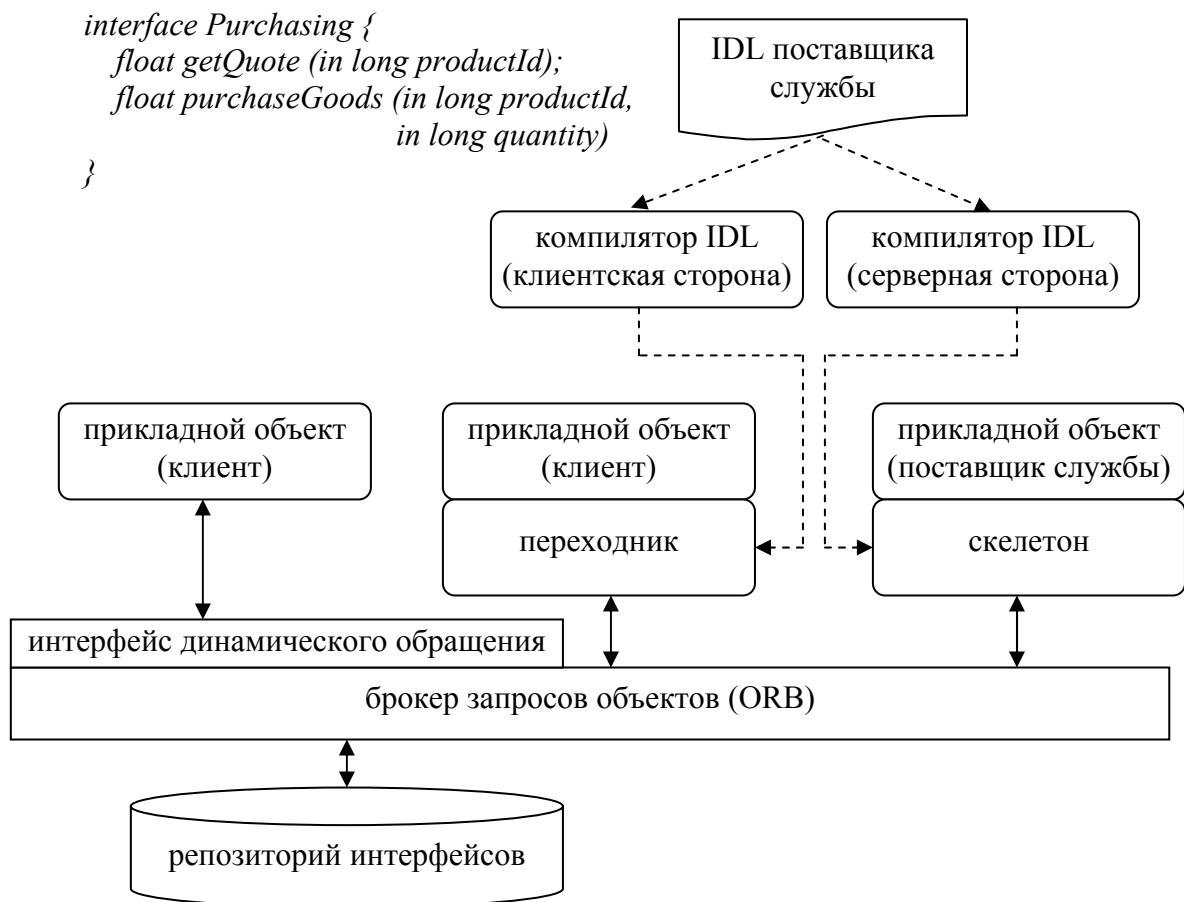 interface Purchasing {
float getQuote (in long productId);
float purchaseGoods (in long productId,
in long quantity)
}
IDL поставщика
службы
компилятор IDL
(клиентская сторона)
компилятор IDL
(серверная сторона)
прикладной объект
(клиент)
прикладной объект
(клиент)
переходник
прикладной объект
(поставщик службы)
скелетон
интерфейс динамического обращения
брокер запросов объектов (ORB)
репозиторий интерфейсов